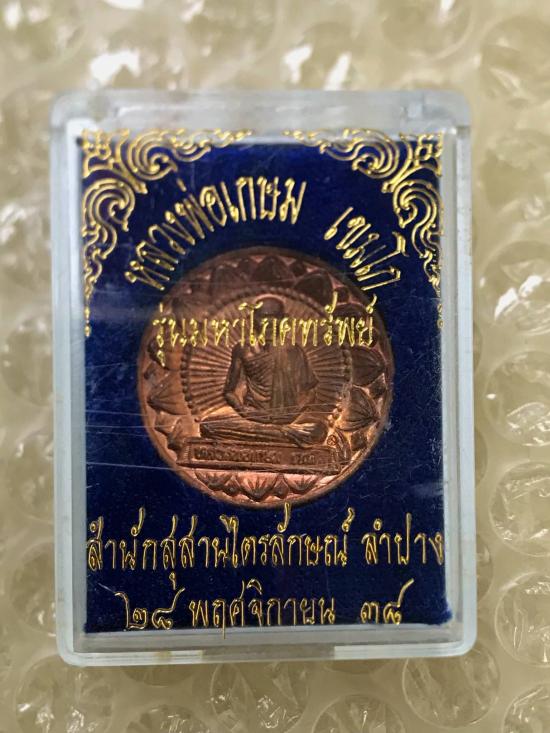 หลวงพ่อเกษม เขมโก
รุ่นมหาโภคทรัพย์
สำนักสุสานไตรลักษณ์ ลำปาง
๒๘ พฤศจิกายน ๓๘